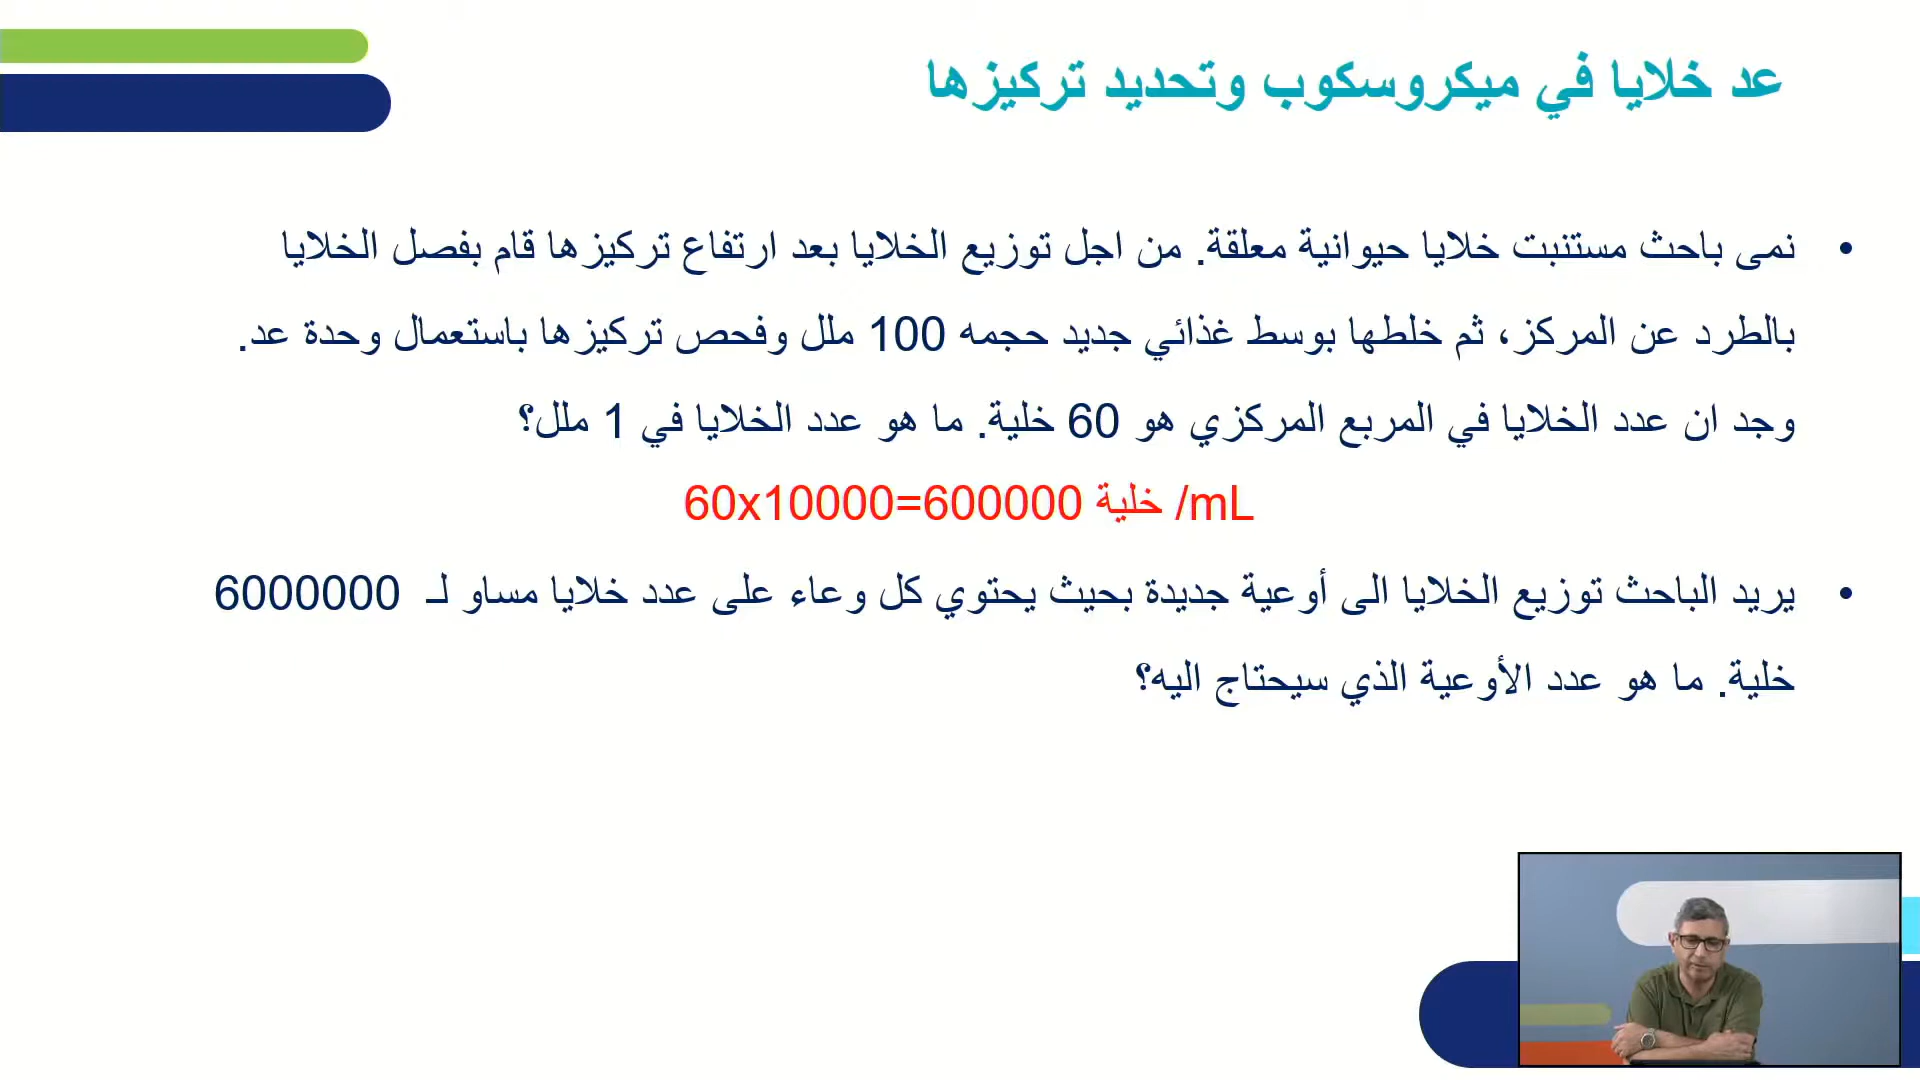 عد خلايا في ميكروسكوب وتحديد تركيزها
• نمى باحث مستنبت خلايا حيوانية معلقة. من اجل توزيع الخلايا بعد ارتفاع تركيزها قام بفصل الخلايا
بالطرد عن المركز، ثم خلطها بوسط غذائي جديد حجمه 100 ملل وفحص تركيزها باستعمال وحدة عد.
وجد ان عدد الخلايا في المربع المركزي هو 60 خلية. ما هو عدد الخلايا في 1 ملل؟
60x10000=600000 خلية /mL
• يريد الباحث توزيع الخلايا الى أوعية جديدة بحيث يحتوي كل وعاء على عدد خلايا مساو لـ 6000000
خلية. ما هو عدد الأوعية الذي سيحتاج اليه؟